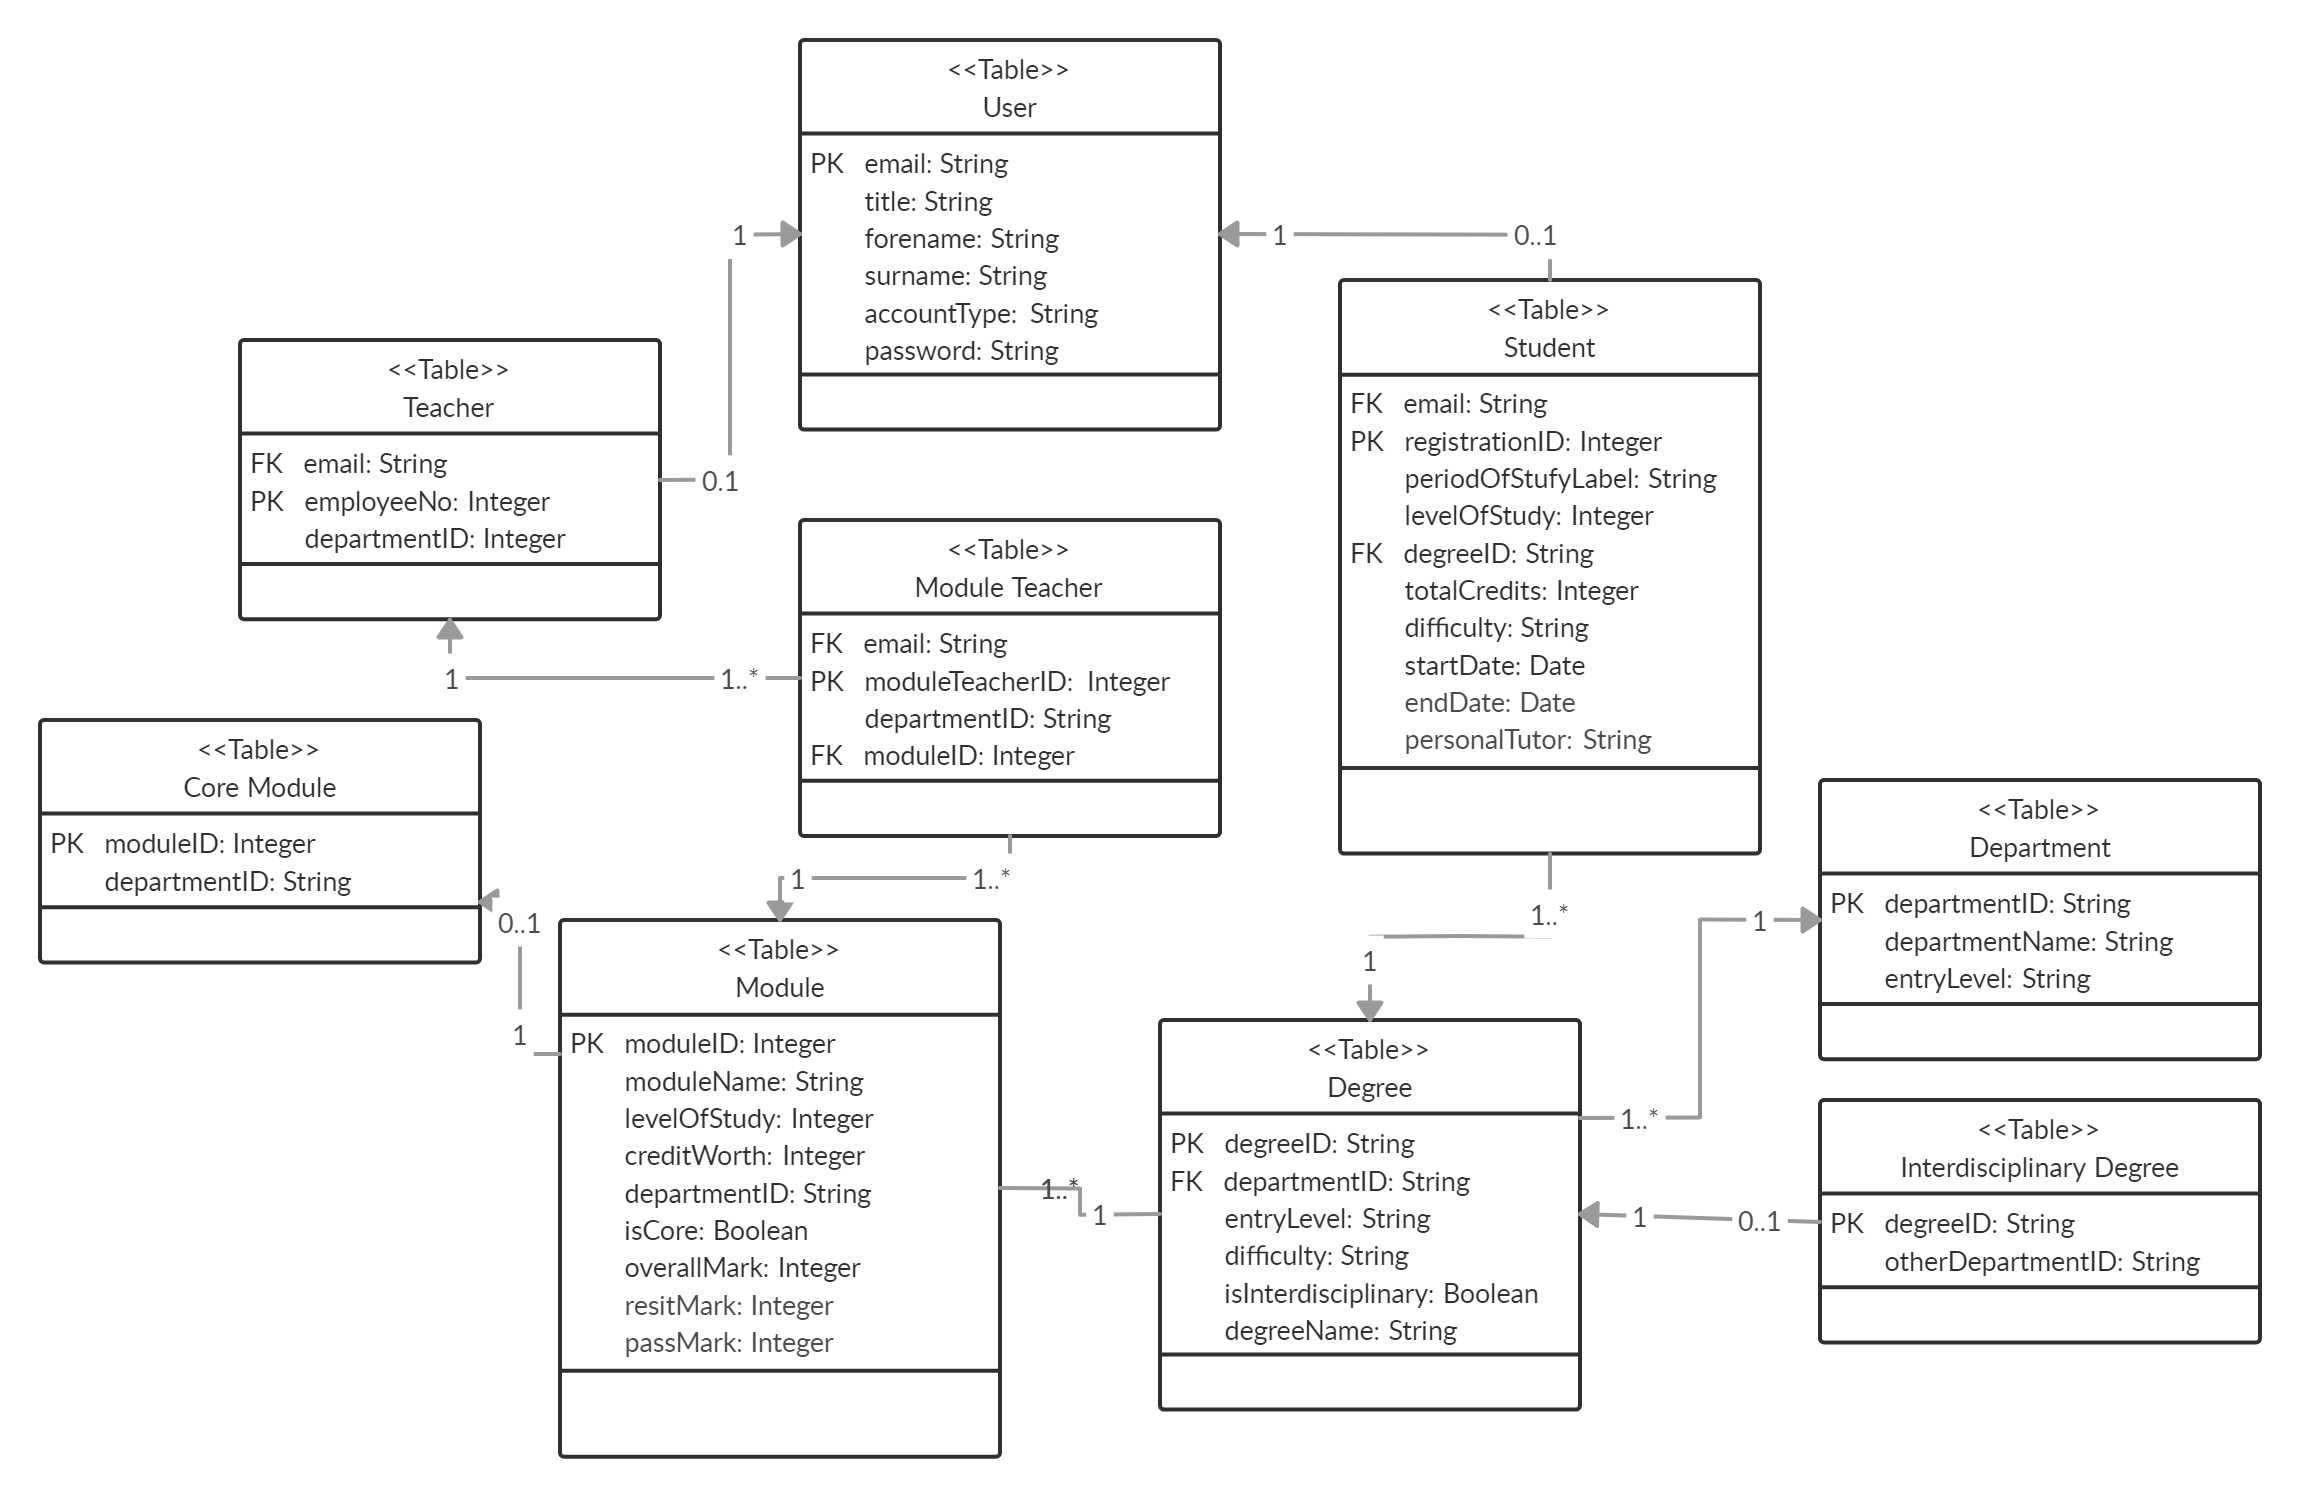 <<Table>>
User
PK email: String
title: String
forename: String
surname: String
accountType: String
password: String
1
1
0..1
<<Table>>
Student
FK email: String
PK registrationID: Integer
periodOfStufyLabel: String
levelOfStudy: Integer
FK degreeID: String
totalCredits: Integer
difficulty: String
startDate: Date
endDate: Date
personalTutor: String
<<Table>>
Teacher
FK email: String
PK employeeNo: Integer
departmentID: Integer
0.1
<<Table>>
Module Teacher
FK email: String
PK moduleTeacherID: Integer
departmentID: String
FK moduleID: Integer
1
1..*
<<Table>>
Core Module
PK moduleID: Integer
departmentID: String
1
1..*
0..1
1
<<Table>>
Module
PK moduleID: Integer
moduleName: String
levelOfStudy: Integer
creditWorth: Integer
departmentID: String
isCore: Boolean
overallMark: Integer
resitMark: Integer
passMark: Integer
1..*
1
1..*
1
<<Table>>
Degree
PK degreeID: String
FK departmentID: String
entryLevel: String
difficulty: String
isInterdisciplinary: Boolean
degreeName: String
<<Table>>
Department
PK departmentID: String
departmentName: String
entryLevel: String
1
1..*
1
0..1
<<Table>>
Interdisciplinary Degree
PK degreeID: String
otherDepartmentID: String